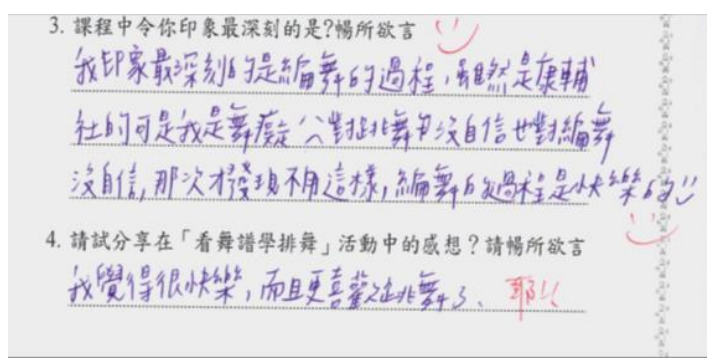 3. 課程中令你印象最深刻的是?暢所欲言
我印象最深刻的是編舞的過程,雖然是康輔
社的可是我是舞癡 對排舞 沒自信也對編舞
沒自信,那次才發現不用這樣,編舞的過程是快樂的
4. 請試分享在「看舞譜學排舞」活動中的感想?請暢所欲言
我覺得很快樂,而且更喜歡排舞了、 耶!!